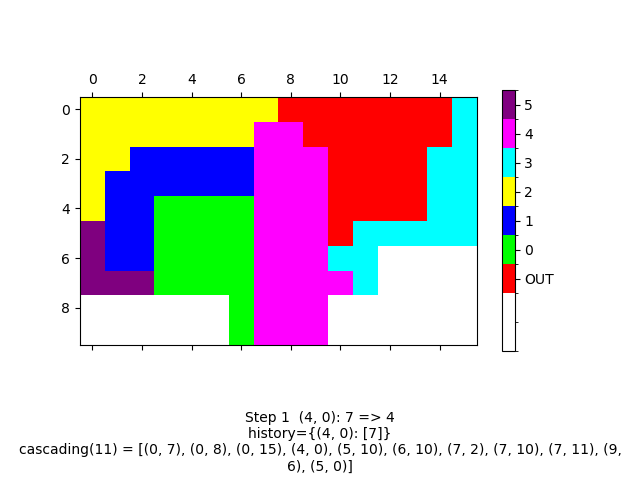 0 2 4 6 8 10 12 14
0
2
4
6
8
5
4
3
2
1
0
OUT
Step 1  (4, 0): 7 => 4
history={(4, 0): [7]}
cascading(11) = [(0, 7), (0, 8), (0, 15), (4, 0), (5, 10), (6, 10), (7, 2), (7, 10), (7, 11), (9,
6), (5, 0)]